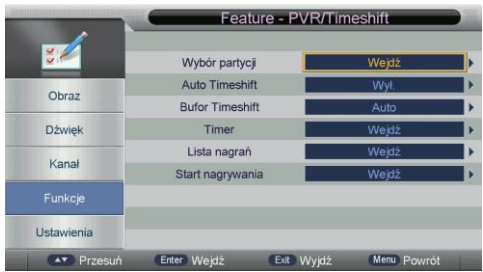 Feature - PVR/Timeshift
Wybór partycji Wejdź
Auto Timeshift Wył.
Bufor Timeshift Auto
Timer Wejdź
Lista nagrań Wejdź
Start nagrywania Wejdź
Obraz
Dźwięk
Kanał
Funkcje
Ustawienia
Przesuń Enter Wejdź Exit Wyjdź Menu Powrót